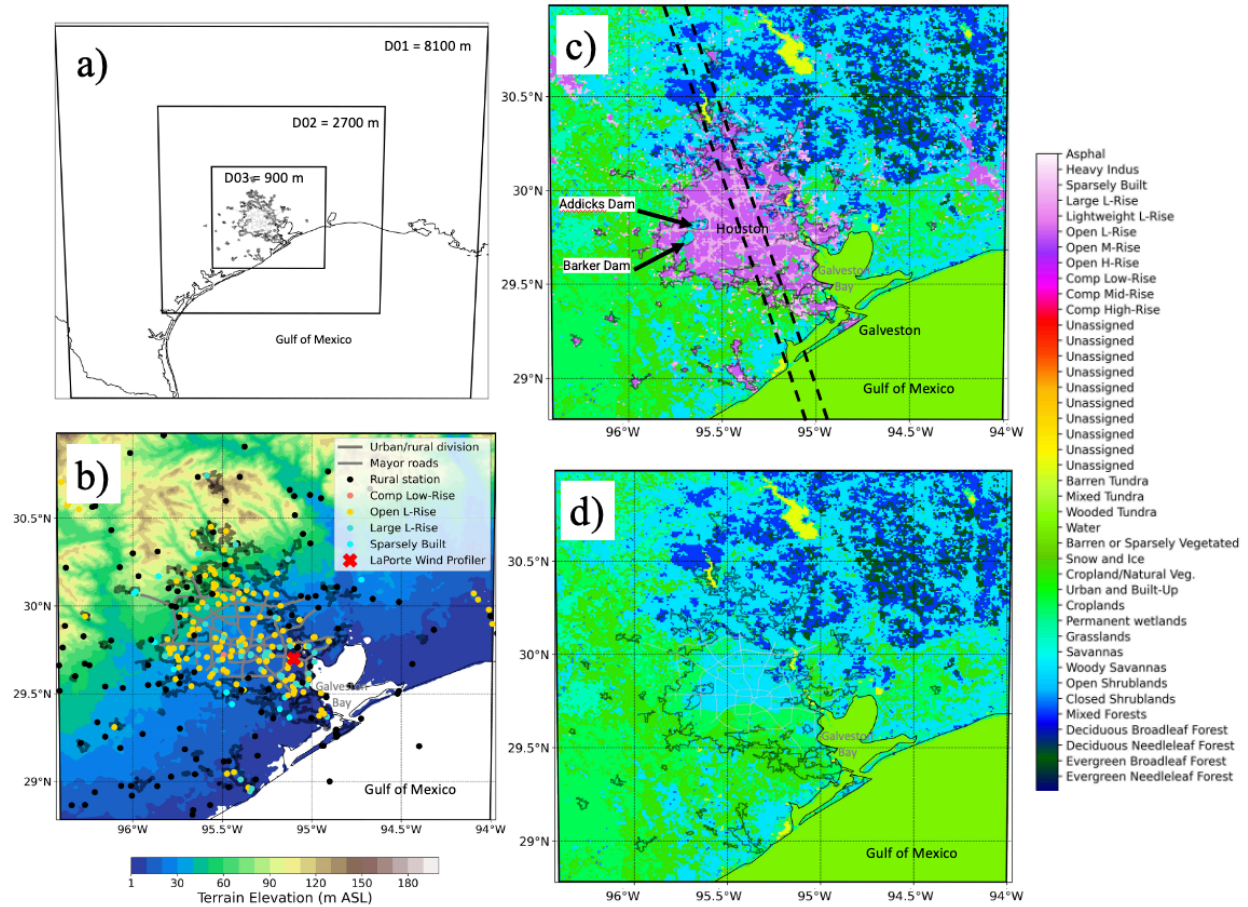 a)
D01 = 8100 m
D02 = 2700 m
D03 = 900 m
Gulf of Mexico
c)
30.5°N
30°N
29.5°N
29°N
Addicks Dam
Houston
Barker Dam
Galveston
Bay
Galveston
Gulf of Mexico
96°W
95.5°W
95°W
94.5°W
94°W
b)
Urban/rural division
Mayor roads
Rural station
Comp Low-Rise
Open L-Rise
Large L-Rise
Sparsely Built
LaPorte Wind Profiler
30.5°N
30°N
29.5°N
29°N
Galveston
Bay
Gulf of Mexico
96°W
95.5°W
95°W
94.5°W
94°W
1
30
60
90
120
150
180
Terrain Elevation (m ASL)
d)
30.5°N
30°N
29.5°N
29°N
Galveston
Bay
Gulf of Mexico
96°W
95.5°W
95°W
94.5°W
94°W
Asphal
Heavy Indus
Sparsely Built
Large L-Rise
Lightweight L-Rise
Open L-Rise
Open M-Rise
Open H-Rise
Comp Low-Rise
Comp Mid-Rise
Comp High-Rise
Unassigned
Unassigned
Unassigned
Unassigned
Unassigned
Unassigned
Unassigned
Unassigned
Unassigned
Unassigned
Barren Tundra
Mixed Tundra
Wooded Tundra
Water
Barren or Sparsely Vegetated
Snow and Ice
Cropland/Natural Veg.
Urban and Built-Up
Croplands
Permanent wetlands
Grasslands
Savannas
Woody Savannas
Open Shrublands
Closed Shrublands
Mixed Forests
Deciduous Broadleaf Forest
Deciduous Needleleaf Forest
Evergreen Broadleaf Forest
Evergreen Needleleaf Forest